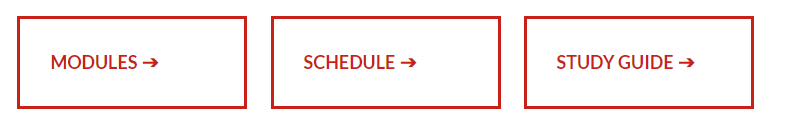 MODULES ➔
SCHEDULE ➔
STUDY GUIDE ➔